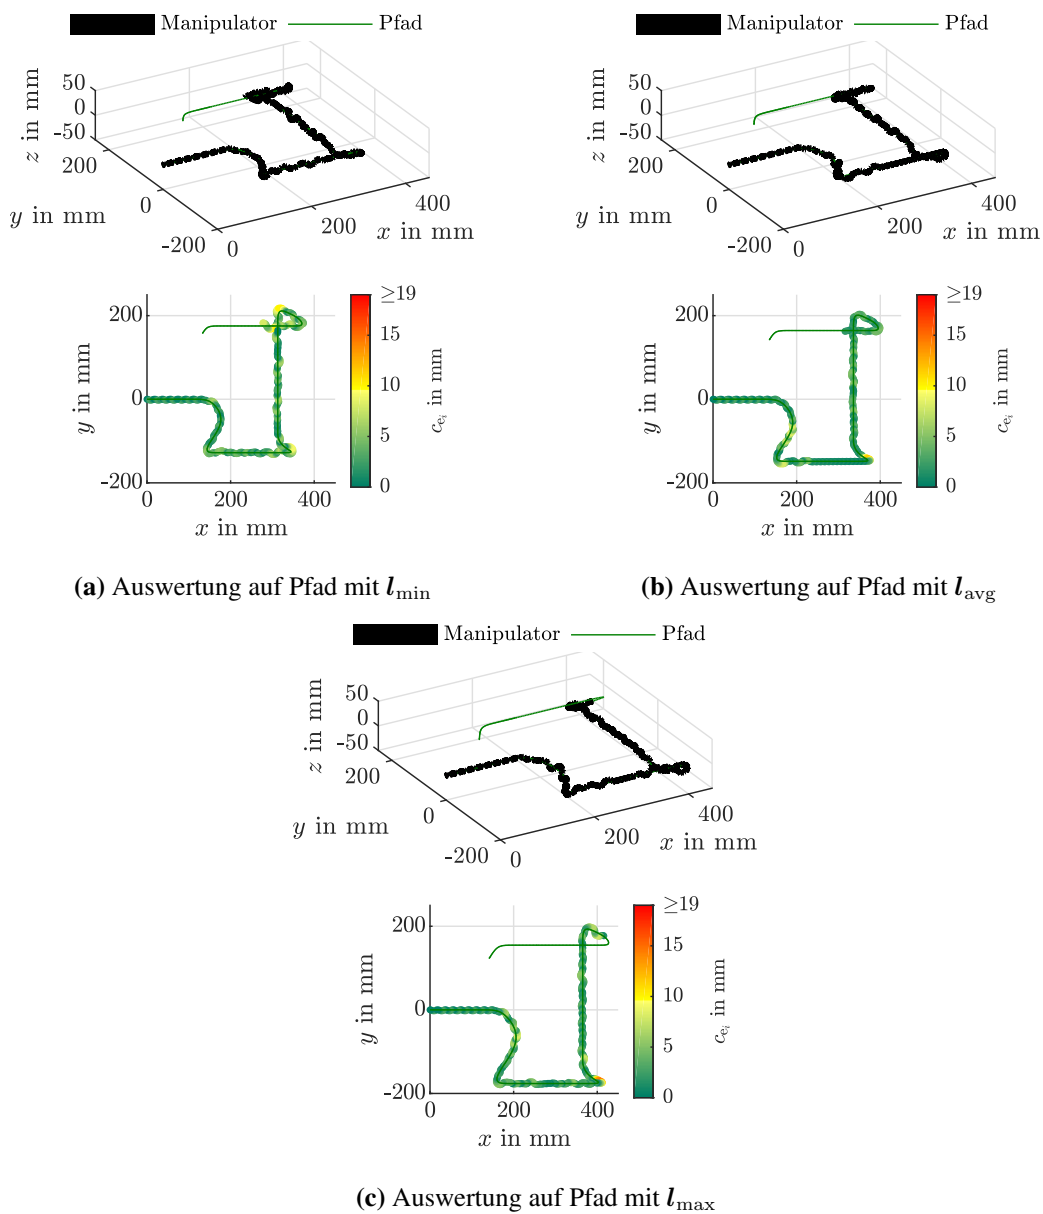 Manipulator Pfad
z in mm
50
0
-50
200
0
-200
y in mm
0
200
400
x in mm
200
0
-200
y in mm
0 200 400
x in mm
≥19
15
10
5
0
c_{e_i} in mm
(a) Auswertung auf Pfad mit l_min
Manipulator Pfad
z in mm
50
0
-50
200
0
-200
y in mm
0
200
400
x in mm
200
0
-200
y in mm
0 200 400
x in mm
≥19
15
10
5
0
c_{e_i} in mm
(b) Auswertung auf Pfad mit l_avg
Manipulator Pfad
z in mm
50
0
-50
200
0
-200
y in mm
0
200
400
x in mm
200
0
-200
y in mm
0 200 400
x in mm
≥19
15
10
5
0
c_{e_i} in mm
(c) Auswertung auf Pfad mit l_max